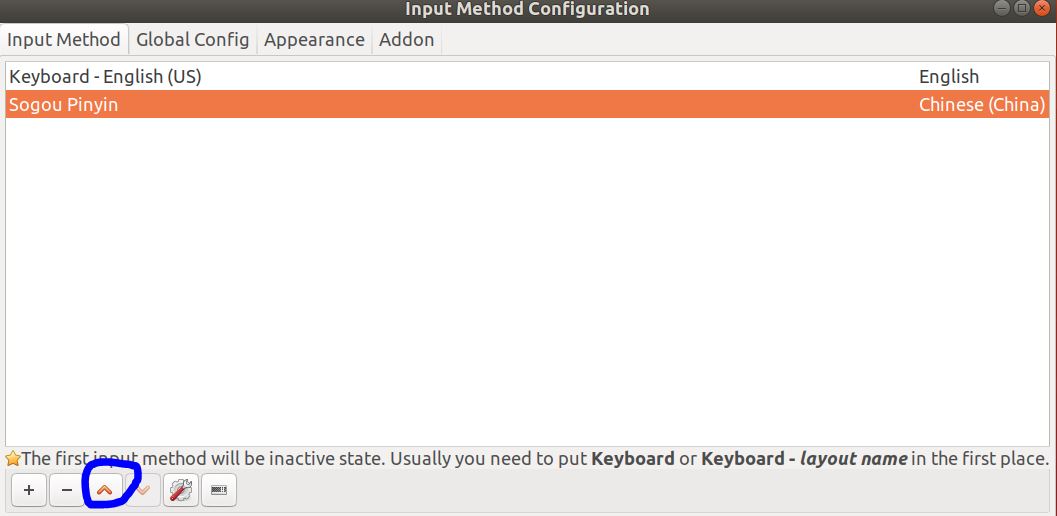 Input Method Configuration
Input Method Global Config Appearance Addon
Keyboard - English (US) English
Sogou Pinyin Chinese (China)
The first input method will be inactive state. Usually you need to put Keyboard or Keyboard - layout name in the first place.